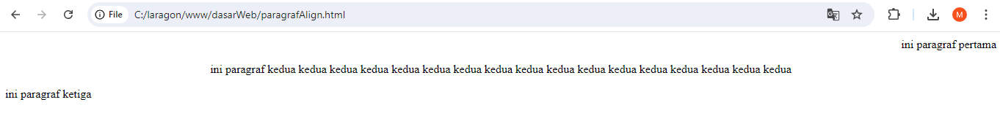 File C:/laragon/www/dasarWeb/paragrafAlign.html M
ini paragraf pertama
ini paragraf kedua kedua kedua kedua kedua kedua kedua kedua kedua kedua kedua kedua kedua kedua kedua kedua kedua
ini paragraf ketiga